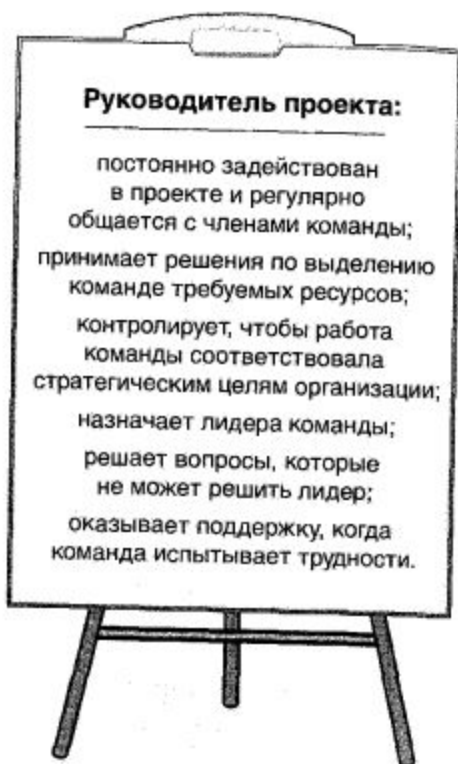 Руководитель проекта:
постоянно задействован
в проекте и регулярно
общается с членами команды;
принимает решения по выделению
команде требуемых ресурсов;
контролирует, чтобы работа
команды соответствовала
стратегическим целям организации;
назначает лидера команды;
решает вопросы, которые
не может решить лидер;
оказывает поддержку, когда
команда испытывает трудности.